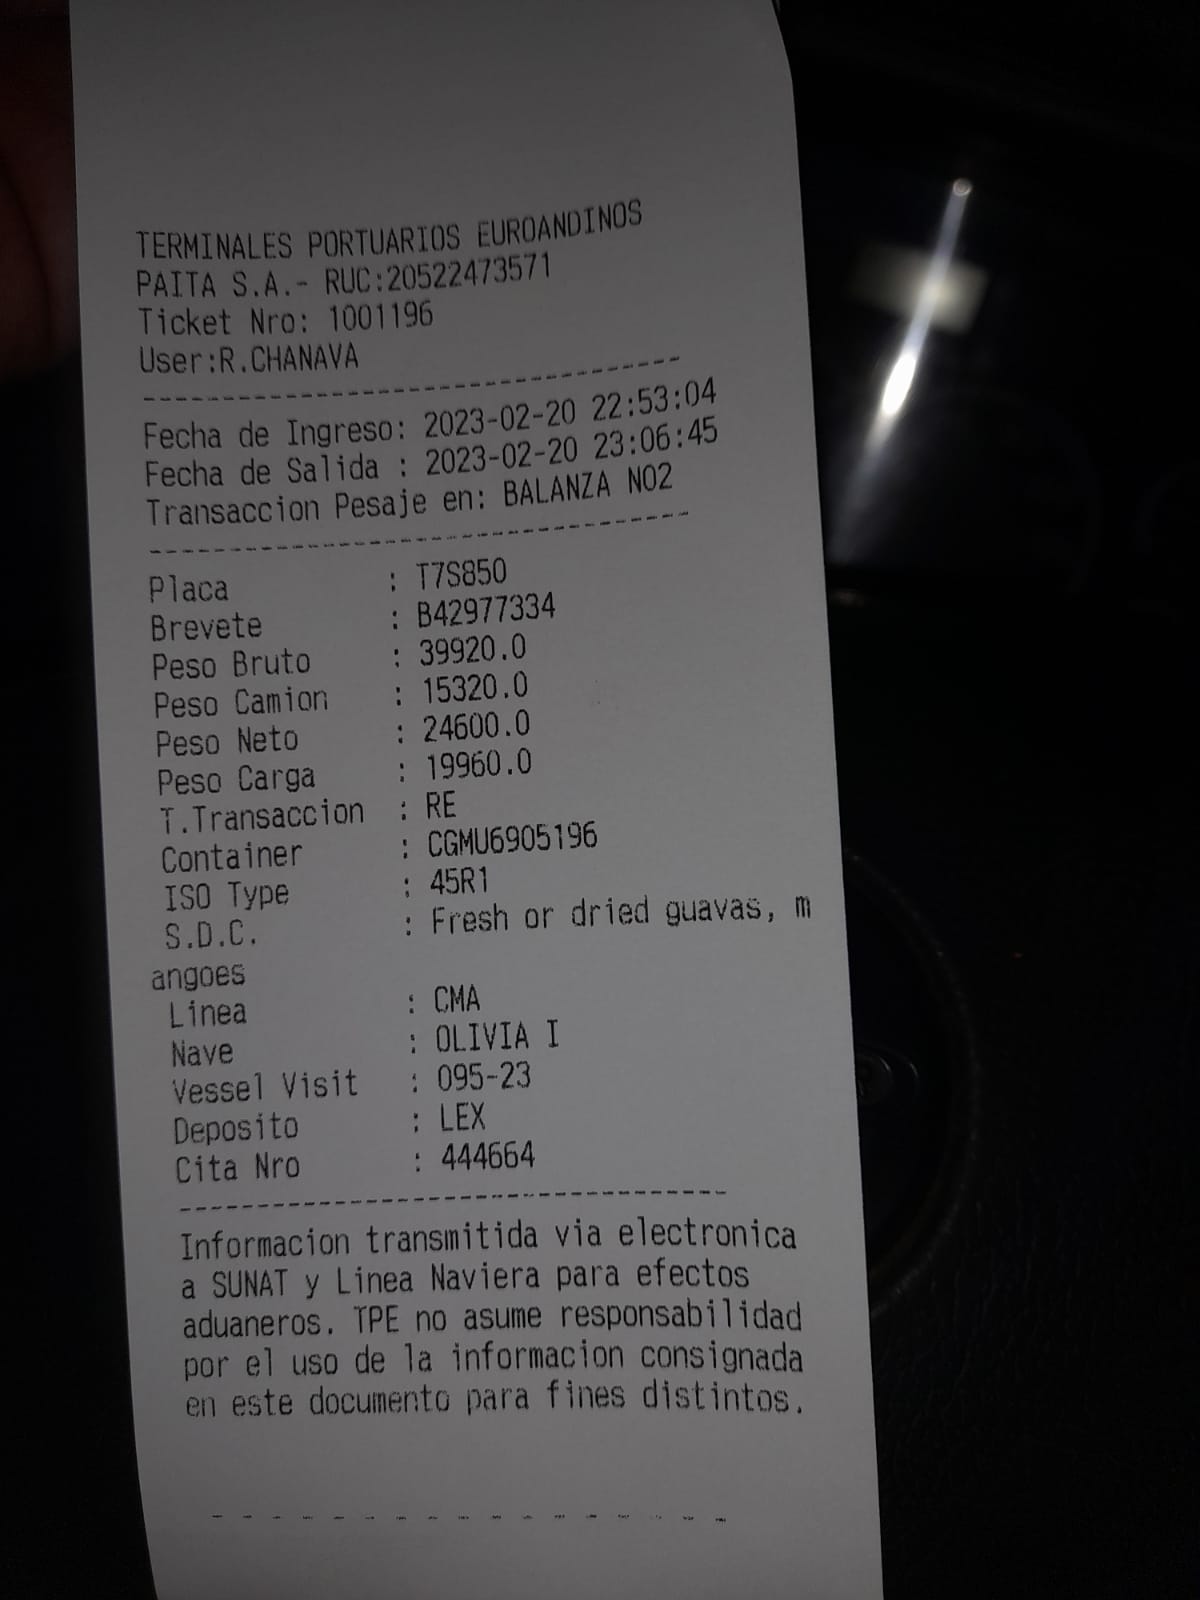 TERMINALES PORTUARIOS EUROANDINOS
PAITA S.A.- RUC:20522473571
Ticket Nro: 1001196
User:R.CHANAVA
Fecha de Ingreso: 2023-02-20 22:53:04
Fecha de Salida : 2023-02-20 23:06:45
Transaccion Pesaje en: BALANZA NO2
Placa : T7S850
Brevete : B42977334
Peso Bruto : 39920.0
Peso Camion : 15320.0
Peso Neto : 24600.0
Peso Carga : 19960.0
T.Transaccion : RE
Container : CGMU6905196
ISO Type : 45R1
S.D.C. : Fresh or dried guavas, m
angoes
Linea : CMA
Nave : OLIVIA I
Vessel Visit : 095-23
Deposito : LEX
Cita Nro : 444664
Informacion transmitida via electronica
a SUNAT y Linea Naviera para efectos
aduaneros. TPE no asume responsabilidad
por el uso de la informacion consignada
en este documento para fines distintos.